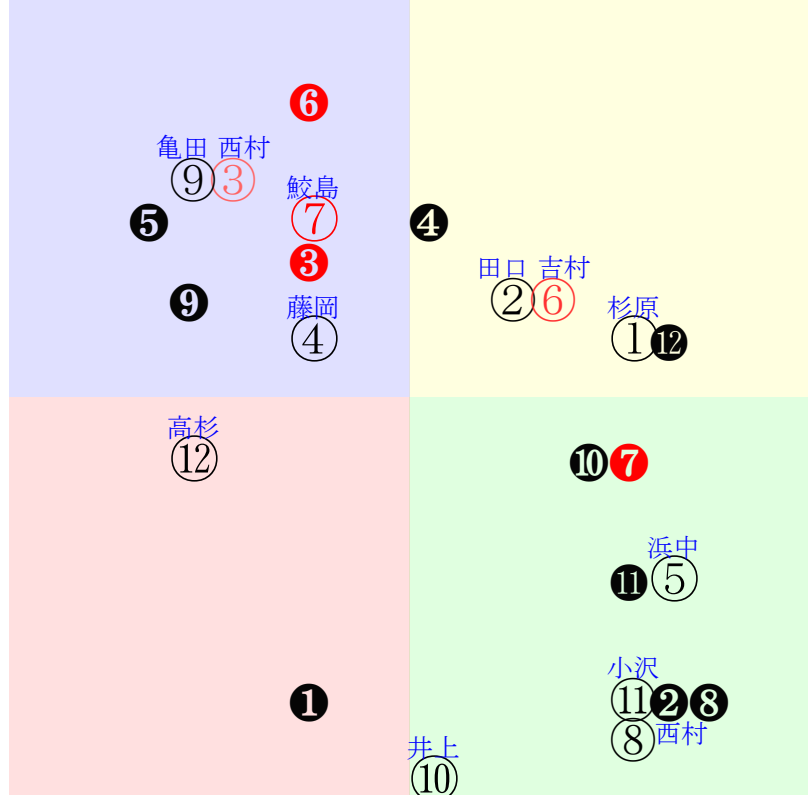 ❻
亀田 西村
⑨③
鮫島
⑦
❺
❹
❸
田口 吉村
②⑥
❾
藤岡
④
杉原
①⓬
高杉
⑫
❿❼
浜中
⓫⑤
小沢
❶
⑪❷❽
⑧西村
井上
⑩